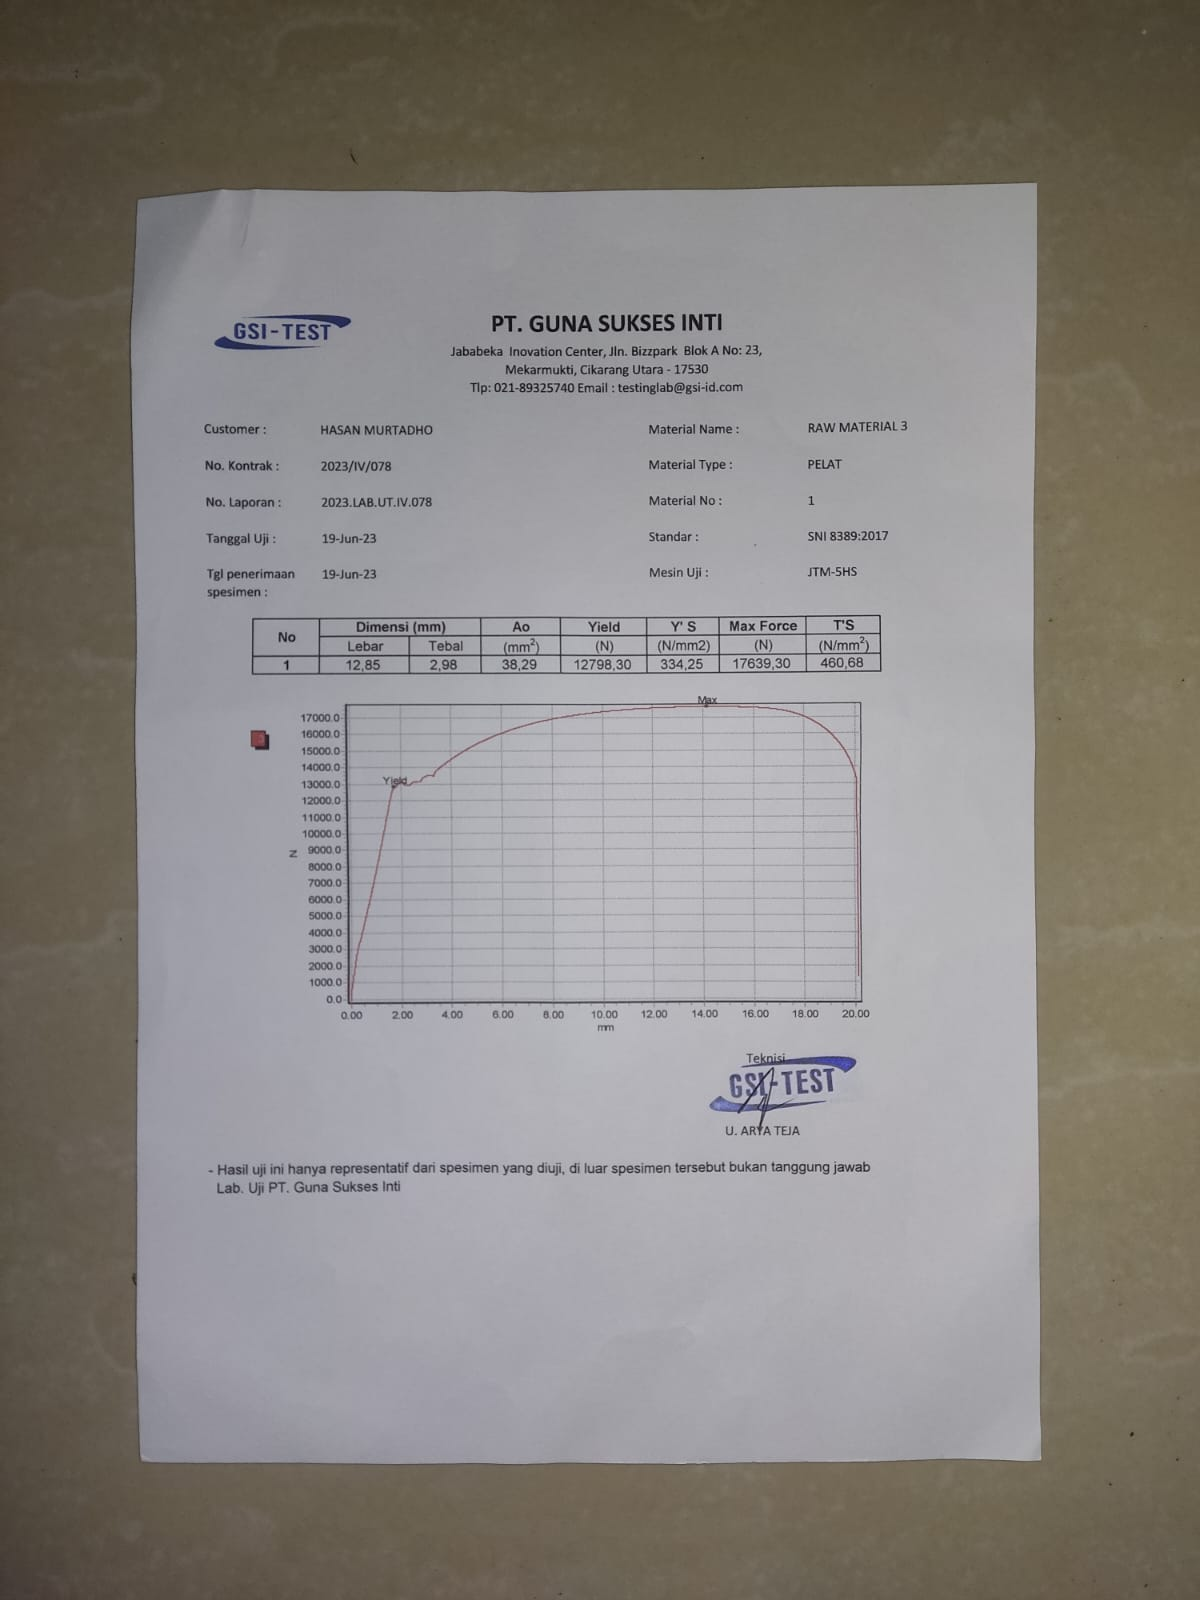 GSI-TEST
PT. GUNA SUKSES INTI
Jababeka Inovation Center, Jln. Bizzpark Blok A No: 23,
Mekarmukti, Cikarang Utara - 17530
Tlp: 021-89325740 Email : testinglab@gsi-id.com
Customer : HASAN MURTADHO Material Name : RAW MATERIAL 3
No. Kontrak : 2023/IV/078 Material Type : PELAT
No. Laporan : 2023.LAB.UT.IV.078 Material No : 1
Tanggal Uji : 19-Jun-23 Standar : SNI 8389:2017
Tgl penerimaan 19-Jun-23 Mesin Uji : JTM-5HS
spesimen :
No Dimensi (mm) Ao Yield Y' S Max Force T'S
Lebar Tebal (mm2) (N) (N/mm2) (N) (N/mm2)
1 12,85 2,98 38,29 12798,30 334,25 17639,30 460,68
Max
17000.0
16000.0
15000.0
14000.0
Yield
13000.0
12000.0
11000.0
10000.0
N
9000.0
8000.0
7000.0
6000.0
5000.0
4000.0
3000.0
2000.0
1000.0
0.0
0.00 2.00 4.00 6.00 8.00 10.00 12.00 14.00 16.00 18.00 20.00
mm
Teknisi
GSI-TEST
U. ARYA TEJA
- Hasil uji ini hanya representatif dari spesimen yang diuji, di luar spesimen tersebut bukan tanggung jawab
Lab. Uji PT. Guna Sukses Inti